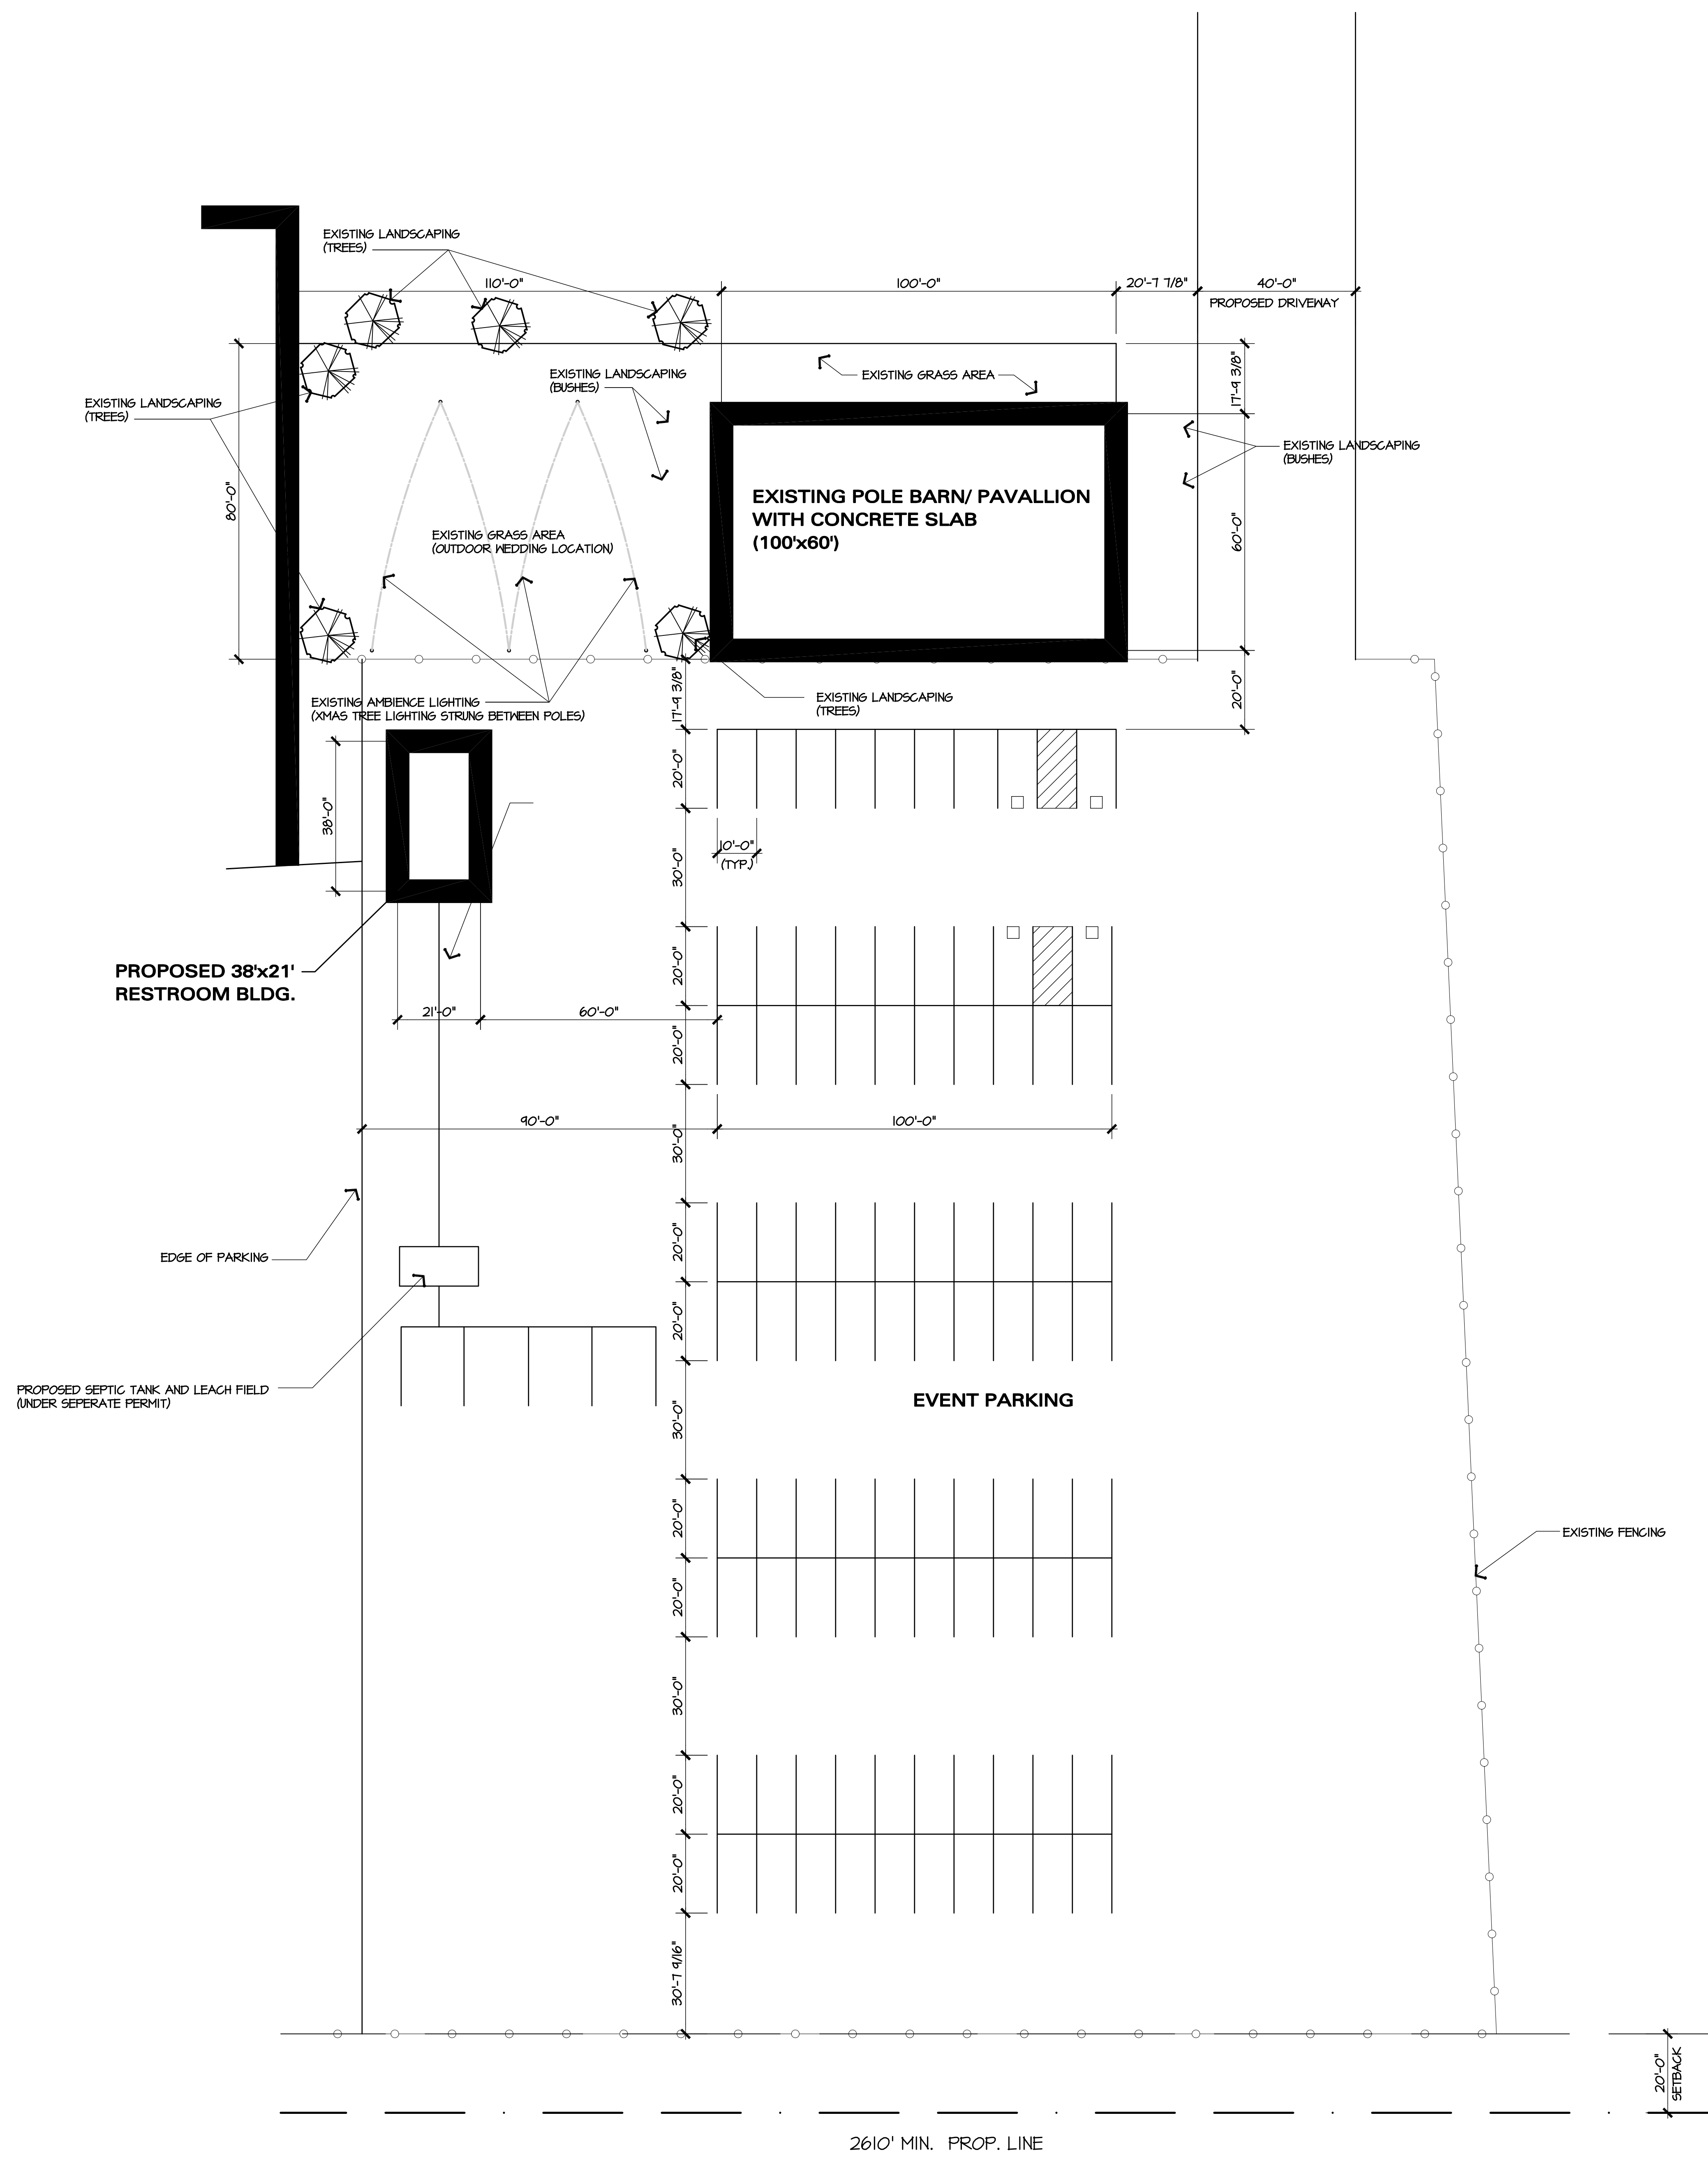 EXISTING LANDSCAPING
(TREES)
110'-0"
100'-0"
20'-7 7/8"
40'-0"
PROPOSED DRIVEWAY
17'-9 3/8"
EXISTING LANDSCAPING
(BUSHES)
EXISTING GRASS AREA
EXISTING LANDSCAPING
(TREES)
EXISTING LANDSCAPING
(BUSHES)
80'-0"
EXISTING POLE BARN/ PAVALLION
WITH CONCRETE SLAB
(100'x60')
60'-0"
EXISTING GRASS AREA
(OUTDOOR WEDDING LOCATION)
EXISTING AMBIENCE LIGHTING
(XMAS TREE LIGHTING STRUNG BETWEEN POLES)
17'-9 3/8"
EXISTING LANDSCAPING
(TREES)
20'-0"
20'-0"
38'-0"
10'-0"
(TYP.)
30'-0"
PROPOSED 38'x21'
RESTROOM BLDG.
20'-0"
21'-0"
60'-0"
20'-0"
90'-0"
100'-0"
30'-0"
EDGE OF PARKING
20'-0"
20'-0"
PROPOSED SEPTIC TANK AND LEACH FIELD
(UNDER SEPERATE PERMIT)
EVENT PARKING
30'-0"
20'-0"
EXISTING FENCING
20'-0"
30'-0"
20'-0"
20'-0"
30'-7 9/16"
20'-0"
SETBACK
2610' MIN. PROP. LINE